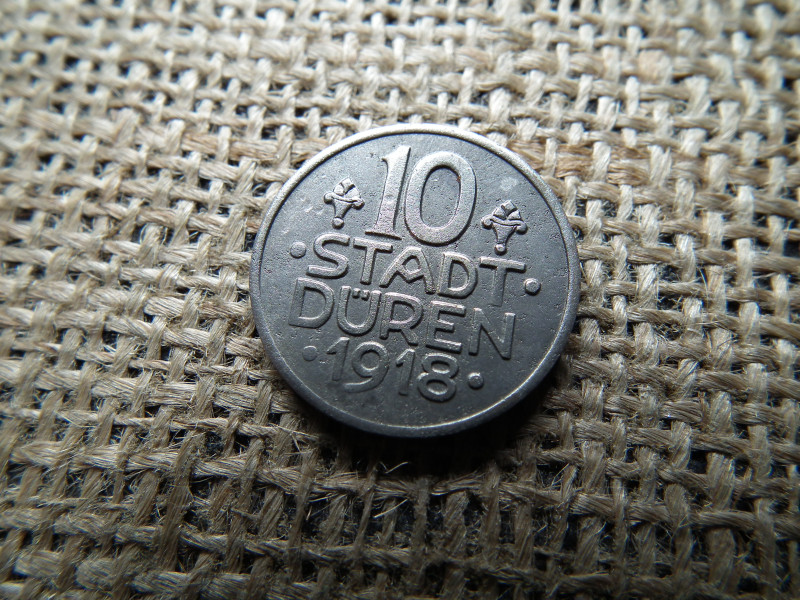 10
• STADT •
DÜREN
• 1918 •